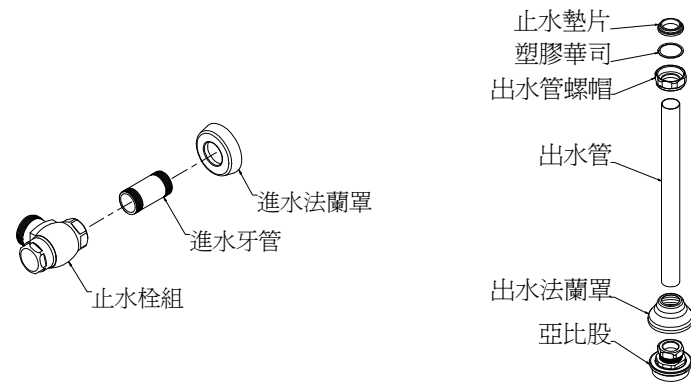 止水墊片
塑膠華司
出水管螺帽
出水管
進水法蘭罩
進水牙管
止水栓組
出水法蘭罩
亞比股